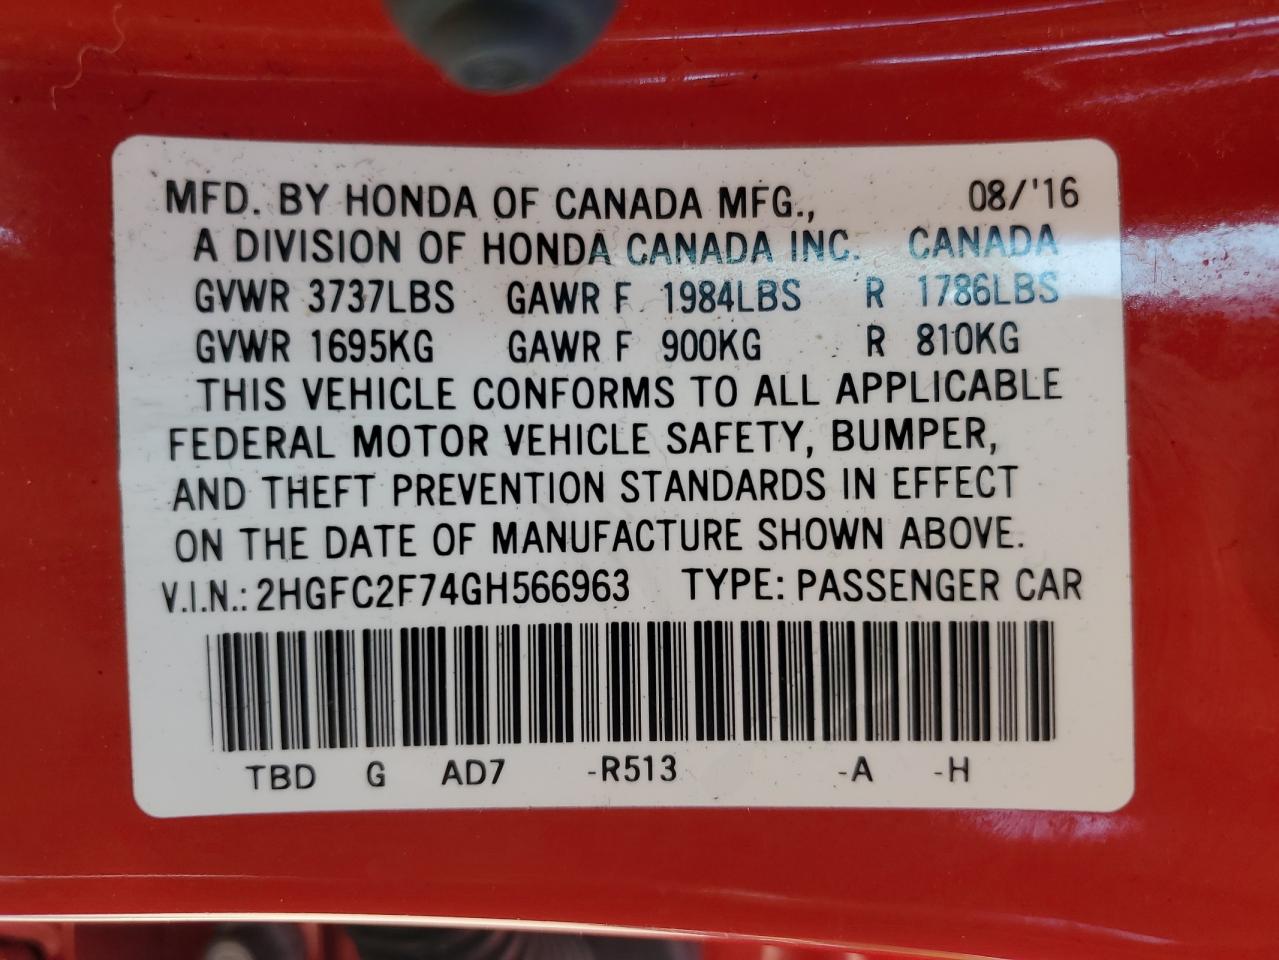 MFD. BY HONDA OF CANADA MFG., 08/'16
A DIVISION OF HONDA CANADA INC. CANADA
GVWR 3737LBS GAWR F 1984LBS R 1786LBS
GVWR 1695KG GAWR F 900KG R 810KG
THIS VEHICLE CONFORMS TO ALL APPLICABLE
FEDERAL MOTOR VEHICLE SAFETY, BUMPER,
AND THEFT PREVENTION STANDARDS IN EFFECT
ON THE DATE OF MANUFACTURE SHOWN ABOVE.
V.I.N.: 2HGFC2F74GH566963 TYPE: PASSENGER CAR
TBD G AD7 -R513 -A -H